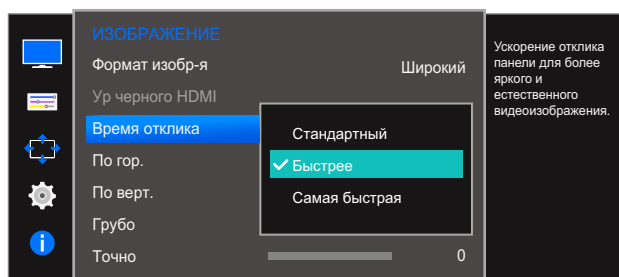 ИЗОБРАЖЕНИЕ
Формат изобр-я Широкий
Ур черного HDMI
Время отклика
По гор.
По верт.
Грубо
Точно 0
Стандартный
Быстрее
Самая быстрая
Ускорение отклика
панели для более
яркого и
естественного
видеоизображения.